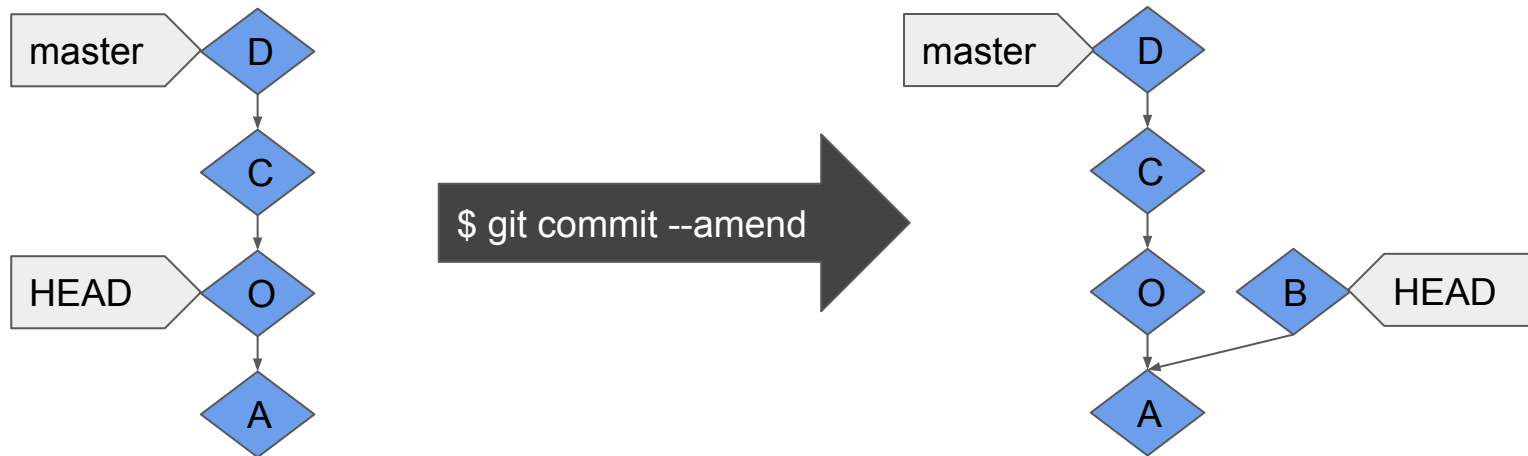 master
D
C
HEAD
O
A
$ git commit --amend
master
D
C
O
B
HEAD
A